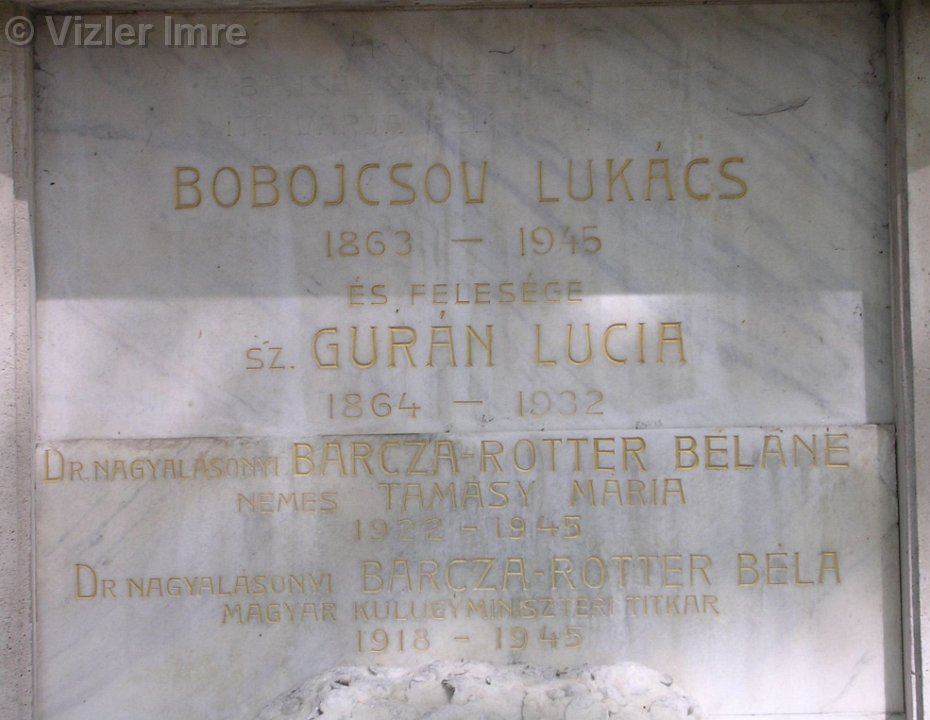 © Vizler Imre
BOBOJCSOV LUKÁCS
1863 — 1945
ÉS FELESÉGE
SZ. GURÁN LUCIA
1864 — 1932
DR. NAGYALÁSONYI BARCZA-ROTTER BÉLÁNÉ
NEMES TAMÁSY MÁRIA
1922 - 1945
DR NAGYALÁSONYI BARCZA-ROTTER BÉLA
MAGYAR KÜLÜGYMINISZTERI TITKÁR
1918 - 1945